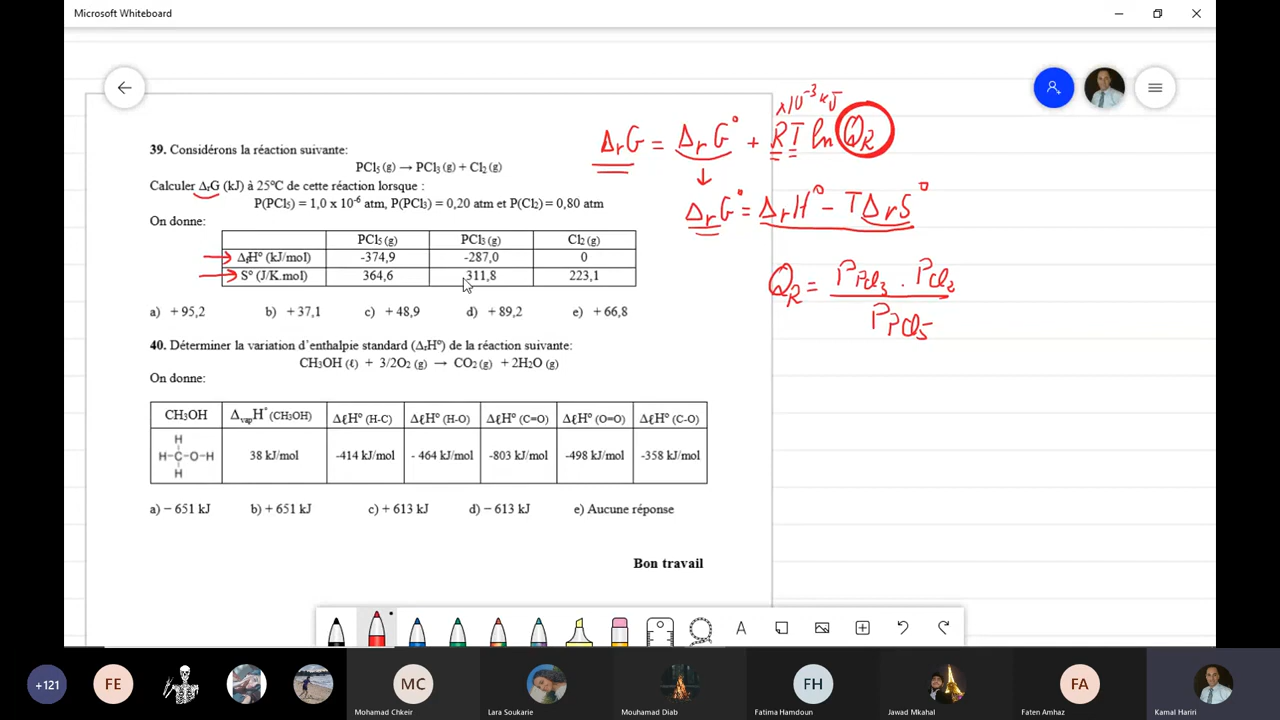 Microsoft Whiteboard
39. Considérons la réaction suivante:
PCl₅ (g) → PCl₃ (g) + Cl₂ (g)
Calculer ΔᵣG (kJ) à 25°C de cette réaction lorsque :
P(PCl₅) = 1,0 x 10⁻⁶ atm, P(PCl₃) = 0,20 atm et P(Cl₂) = 0,80 atm
On donne:
PCl₅ (g) PCl₃ (g) Cl₂ (g)
ΔfH° (kJ/mol) -374,9 -287,0 0
S° (J/K.mol) 364,6 311,8 223,1
a) + 95,2 b) + 37,1 c) + 48,9 d) + 89,2 e) + 66,8
40. Déterminer la variation d'enthalpie standard (ΔᵣH°) de la réaction suivante:
CH₃OH (ℓ) + 3/2O₂ (g) → CO₂ (g) + 2H₂O (g)
On donne:
CH₃OH ΔvapH° (CH₃OH) ΔℓH° (H-C) ΔℓH° (H-O) ΔℓH° (C=O) ΔℓH° (O=O) ΔℓH° (C-O)
H
H-C-O-H 38 kJ/mol -414 kJ/mol - 464 kJ/mol -803 kJ/mol -498 kJ/mol -358 kJ/mol
H
a) − 651 kJ b) + 651 kJ c) + 613 kJ d) − 613 kJ e) Aucune réponse
Bon travail
x10⁻³ kJ
ΔᵣG = ΔᵣG° + RT ln QR
↓
ΔᵣG° = ΔᵣH° − TΔᵣS°
QR = P PCl₃ . P Cl₂
P PCl₅
A
+121 FE MC FH FA
Mohamad Chkeir Lara Soukarie Mouhamad Diab Fatima Hamdoun Jawad Mkahal Faten Amhaz Kamal Hariri